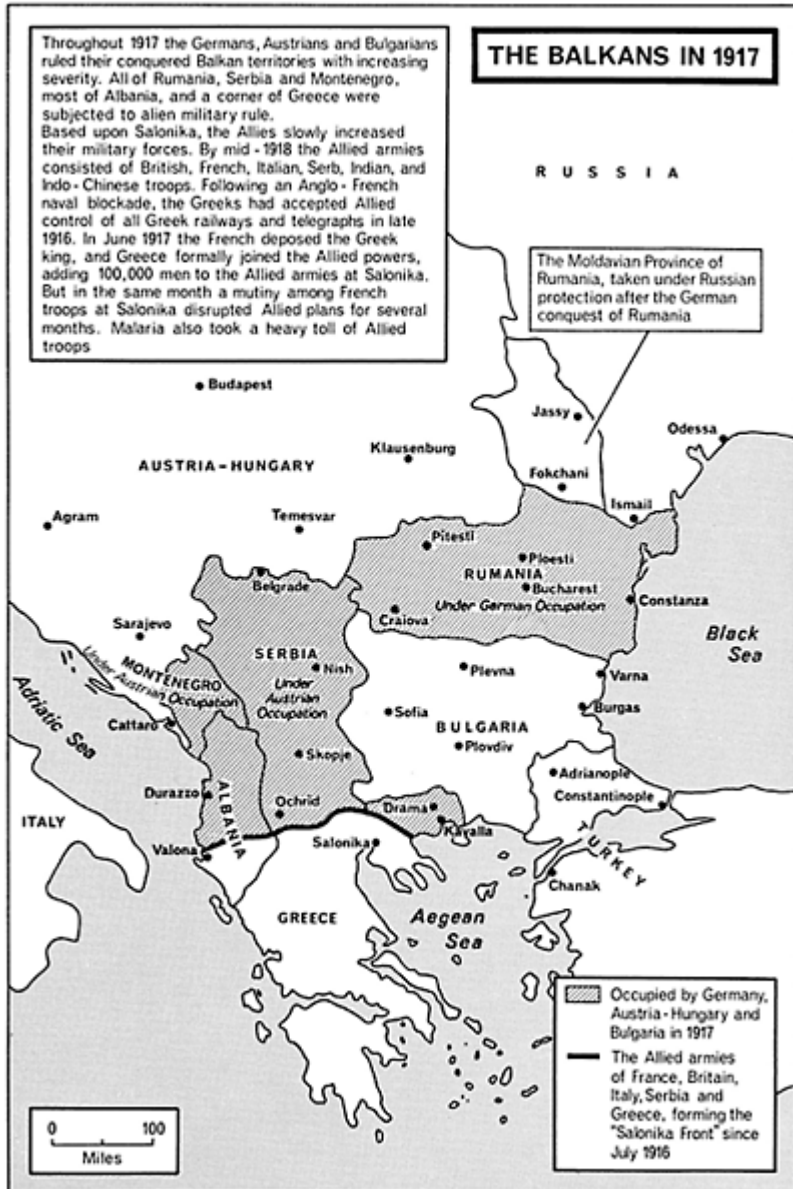 Throughout 1917 the Germans, Austrians and Bulgarians
ruled their conquered Balkan territories with increasing
severity. All of Rumania, Serbia and Montenegro,
most of Albania, and a corner of Greece were
subjected to alien military rule.
Based upon Salonika, the Allies slowly increased
their military forces. By mid - 1918 the Allied armies
consisted of British, French, Italian, Serb, Indian, and
Indo - Chinese troops. Following an Anglo - French
naval blockade, the Greeks had accepted Allied
control of all Greek railways and telegraphs in late
1916. In June 1917 the French deposed the Greek
king, and Greece formally joined the Allied powers,
adding 100,000 men to the Allied armies at Salonika.
But in the same month a mutiny among French
troops at Salonika disrupted Allied plans for several
months. Malaria also took a heavy toll of Allied
troops
THE BALKANS IN 1917
RUSSIA
The Moldavian Province of
Rumania, taken under Russian
protection after the German
conquest of Rumania
Budapest
Jassy
Odessa
Klausenburg
AUSTRIA-HUNGARY
Fokchani
Ismail
Agram
Temesvar
Pitesti
Ploesti
RUMANIA
Bucharest
Under German Occupation
Craiova
Constanza
Belgrade
Sarajevo
SERBIA
Nish
Under
Austrian
Occupation
MONTENEGRO
Under Austrian Occupation
Cattaro
Adriatic Sea
Black
Sea
Plevna
Varna
Sofia
BULGARIA
Burgas
Plovdiv
Skopje
Adrianople
Constantinople
Durazzo
ALBANIA
Ochrid
Drama
Kavalla
ITALY
Valona
Salonika
TURKEY
Chanak
GREECE
Aegean
Sea
Occupied by Germany,
Austria-Hungary and
Bulgaria in 1917
The Allied armies
of France, Britain,
Italy, Serbia and
Greece, forming the
"Salonika Front" since
July 1916
0 100
Miles